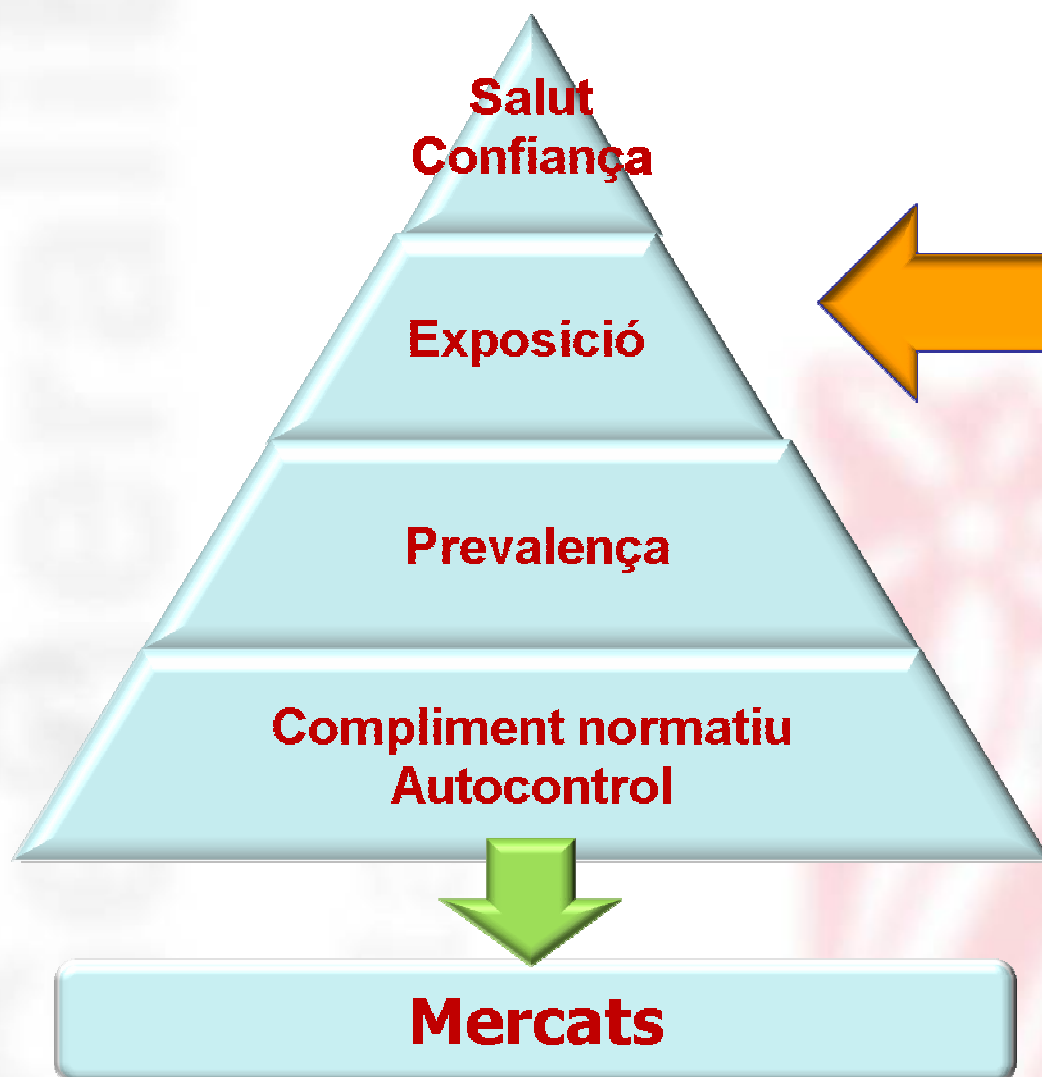 Salut
Confiança
Exposició
Prevalença
Compliment normatiu
Autocontrol
Mercats